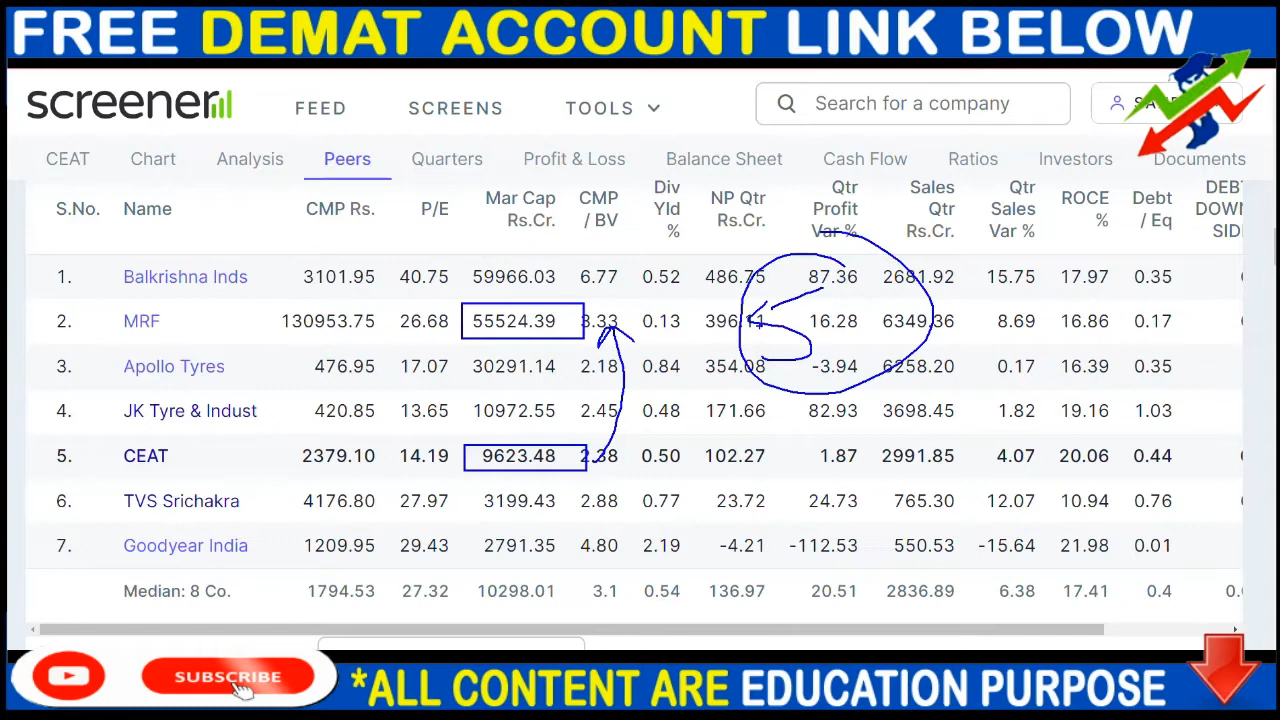 FREE DEMAT ACCOUNT LINK BELOW
screener FEED SCREENS TOOLS Search for a company
CEAT Chart Analysis Peers Quarters Profit & Loss Balance Sheet Cash Flow Ratios Investors Documents
S.No. Name CMP Rs. P/E Mar Cap Rs.Cr. CMP / BV Div Yld % NP Qtr Rs.Cr. Qtr Profit Var % Sales Qtr Rs.Cr. Qtr Sales Var % ROCE % Debt / Eq DEBT DOWN SIDE
1. Balkrishna Inds 3101.95 40.75 59966.03 6.77 0.52 486.75 87.36 2681.92 15.75 17.97 0.35
2. MRF 130953.75 26.68 55524.39 3.33 0.13 396.11 16.28 6349.36 8.69 16.86 0.17
3. Apollo Tyres 476.95 17.07 30291.14 2.18 0.84 354.08 -3.94 6258.20 0.17 16.39 0.35
4. JK Tyre & Indust 420.85 13.65 10972.55 2.45 0.48 171.66 82.93 3698.45 1.82 19.16 1.03
5. CEAT 2379.10 14.19 9623.48 2.38 0.50 102.27 1.87 2991.85 4.07 20.06 0.44
6. TVS Srichakra 4176.80 27.97 3199.43 2.88 0.77 23.72 24.73 765.30 12.07 10.94 0.76
7. Goodyear India 1209.95 29.43 2791.35 4.80 2.19 -4.21 -112.53 550.53 -15.64 21.98 0.01
Median: 8 Co. 1794.53 27.32 10298.01 3.1 0.54 136.97 20.51 2836.89 6.38 17.41 0.4 0.
5
SUBSCRIBE
*ALL CONTENT ARE EDUCATION PURPOSE